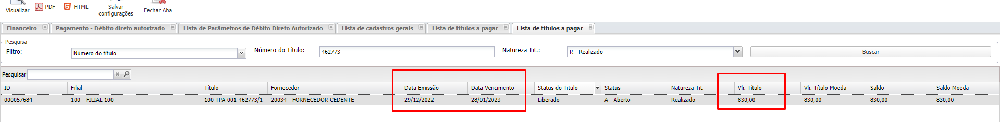 Visualizar PDF HTML Salvar configurações Fechar Aba
Financeiro Pagamento - Débito direto autorizado Lista de Parâmetros de Débito Direto Autorizado Lista de cadastros gerais Lista de títulos a pagar Lista de títulos a pagar
Pesquisa
Filtro: Número do título Número do Título: 462773 Natureza Tit.: R - Realizado Buscar
Pesquisar
ID Filial Título Fornecedor Data Emissão Data Vencimento Status do Titulo Status Natureza Tit. Vlr. Título Vlr. Título Moeda Saldo Saldo Moeda
000057684 100 - FILIAL 100 100-TPA-001-462773/1 20034 - FORNECEDOR CEDENTE 29/12/2022 28/01/2023 Liberado A - Aberto Realizado 830,00 830,00 830,00 830,00